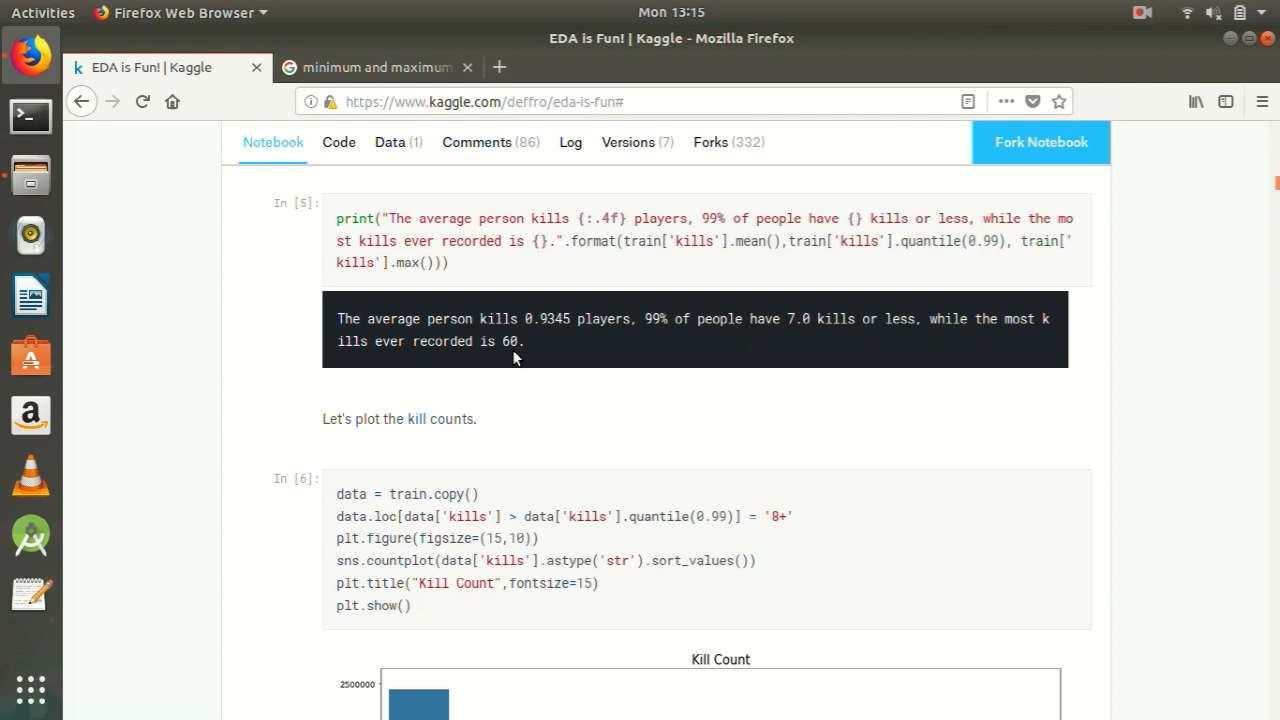 Activities Firefox Web Browser Mon 13:15
EDA is Fun! | Kaggle - Mozilla Firefox
EDA is Fun! | Kaggle minimum and maximum
https://www.kaggle.com/deffro/eda-is-fun#
Notebook Code Data (1) Comments (86) Log Versions (7) Forks (332) Fork Notebook
In [5]:
print("The average person kills {:.4f} players, 99% of people have {} kills or less, while the mo
st kills ever recorded is {}.".format(train['kills'].mean(),train['kills'].quantile(0.99), train['
kills'].max()))
The average person kills 0.9345 players, 99% of people have 7.0 kills or less, while the most k
ills ever recorded is 60.
Let's plot the kill counts.
In [6]:
data = train.copy()
data.loc[data['kills'] > data['kills'].quantile(0.99)] = '8+'
plt.figure(figsize=(15,10))
sns.countplot(data['kills'].astype('str').sort_values())
plt.title("Kill Count",fontsize=15)
plt.show()
Kill Count
2500000